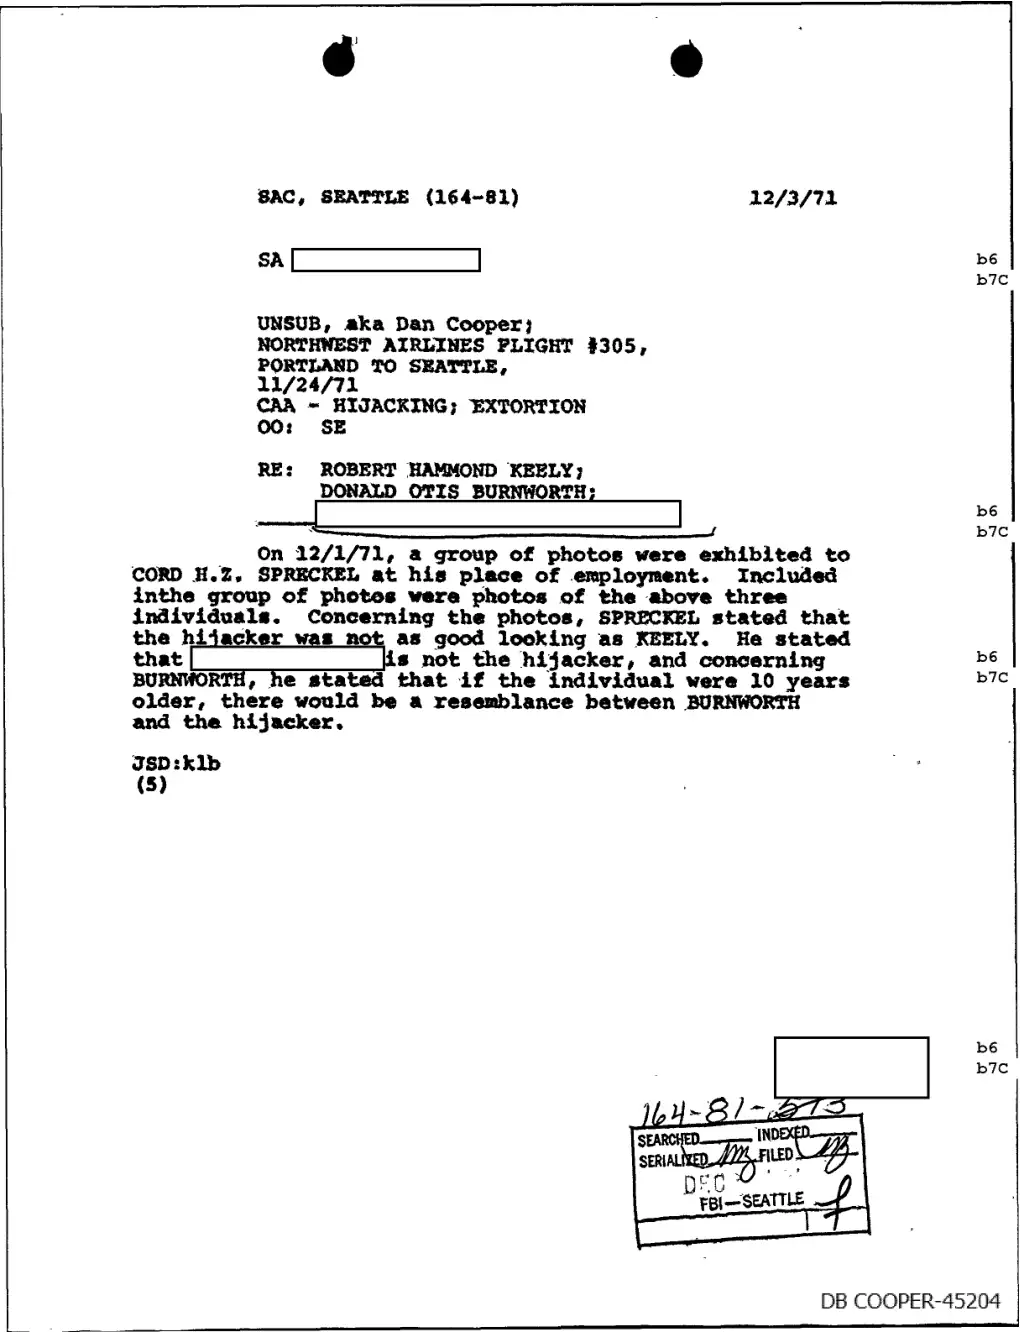 SAC, SEATTLE (164-81) 12/3/71
SA
b6
b7C
UNSUB, aka Dan Cooper;
NORTHWEST AIRLINES FLIGHT #305,
PORTLAND TO SEATTLE,
11/24/71
CAA - HIJACKING; EXTORTION
OO: SE
RE: ROBERT HAMMOND KEELY;
DONALD OTIS BURNWORTH;
b6
b7C
On 12/1/71, a group of photos were exhibited to
CORD H.Z. SPRECKEL at his place of employment. Included
inthe group of photos were photos of the above three
individuals. Concerning the photos, SPRECKEL stated that
the hijacker was not as good looking as KEELY. He stated
that is not the hijacker, and concerning
BURNWORTH, he stated that if the individual were 10 years
older, there would be a resemblance between BURNWORTH
and the hijacker.
b6
b7C
JSD:klb
(5)
b6
b7C
164-81-573
SEARCHED INDEXED
SERIALIZED FILED
DEC
FBI—SEATTLE
DB COOPER-45204